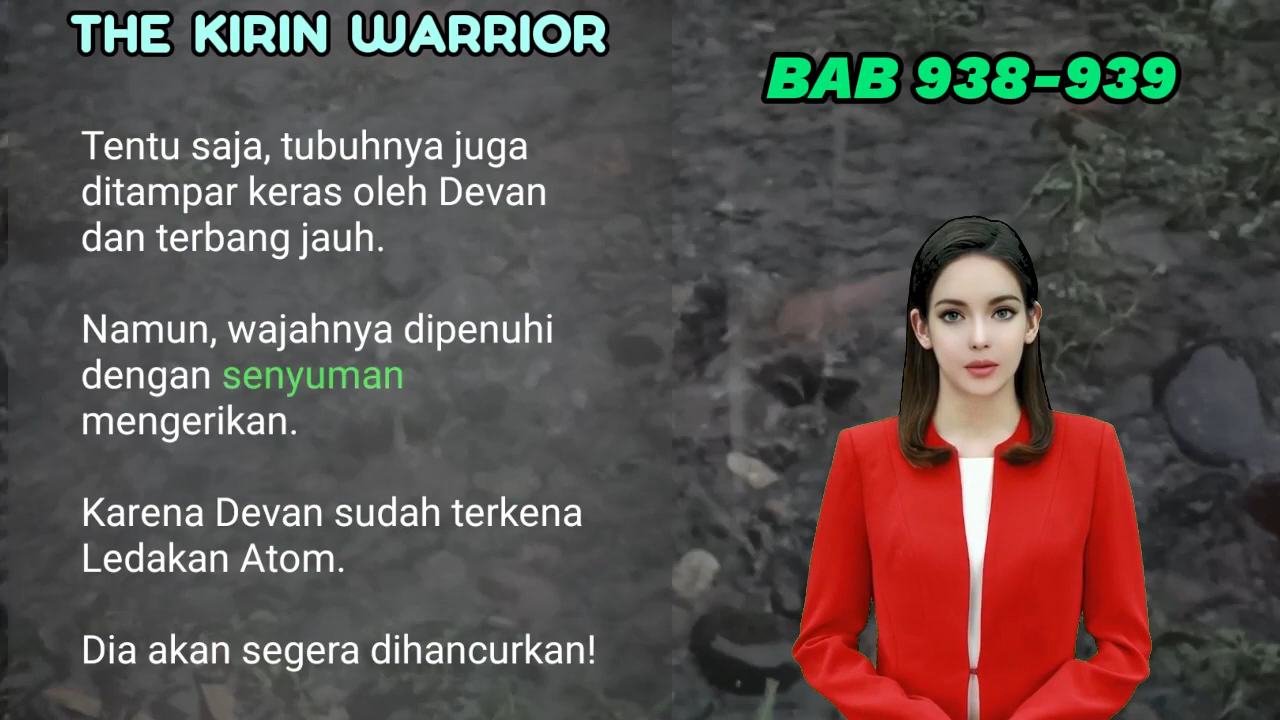 THE KIRIN WARRIOR
BAB 938-939
Tentu saja, tubuhnya juga
ditampar keras oleh Devan
dan terbang jauh.
Namun, wajahnya dipenuhi
dengan senyuman
mengerikan.
Karena Devan sudah terkena
Ledakan Atom.
Dia akan segera dihancurkan!